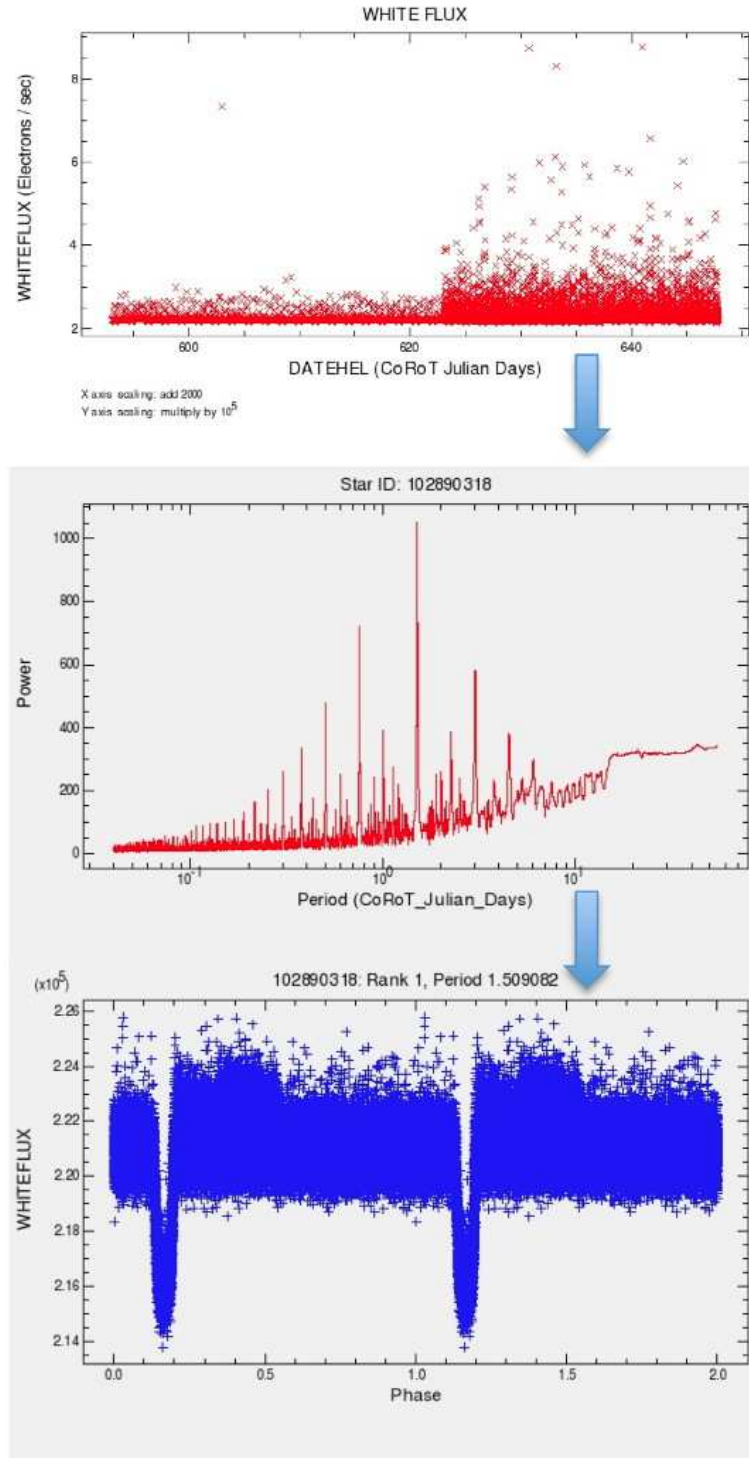 WHITE FLUX
WHITEFLUX (Electrons / sec)
8
6
4
2
600
620
640
DATEHEL (CoRoT Julian Days)
X axis scaling: add 2000
Y axis scaling: multiply by 10^5
Star ID: 102890318
Power
1000
800
600
400
200
0
10^-1
10^0
10^1
Period (CoRoT_Julian_Days)
(x10^5)
102890318: Rank 1, Period 1.509082
WHITEFLUX
2.26
2.24
2.22
2.20
2.18
2.16
2.14
0.0
0.5
1.0
1.5
2.0
Phase